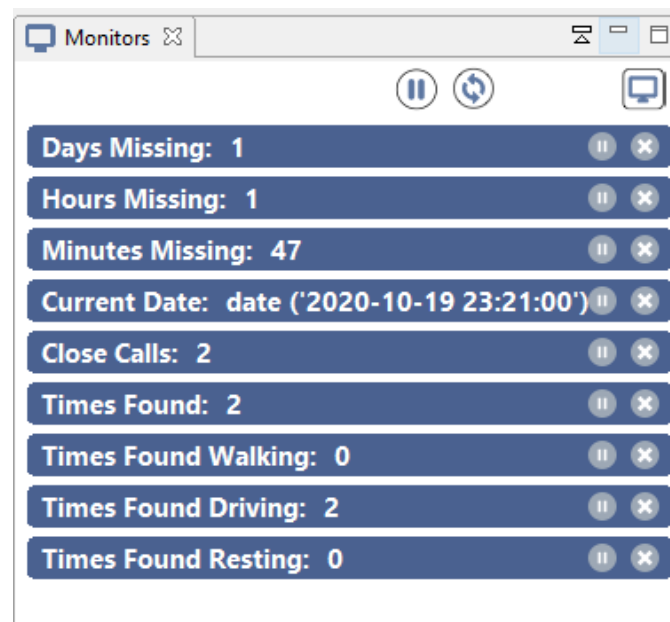 Monitors
Days Missing: 1
Hours Missing: 1
Minutes Missing: 47
Current Date: date ('2020-10-19 23:21:00')
Close Calls: 2
Times Found: 2
Times Found Walking: 0
Times Found Driving: 2
Times Found Resting: 0